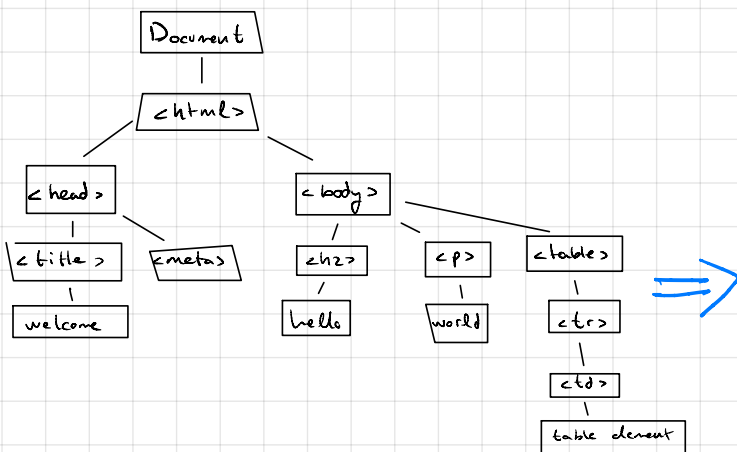 Document
<html>
<head>
<body>
<title>
<meta>
<h2>
<p>
<table>
welcome
hello
world
<tr>
<td>
table element